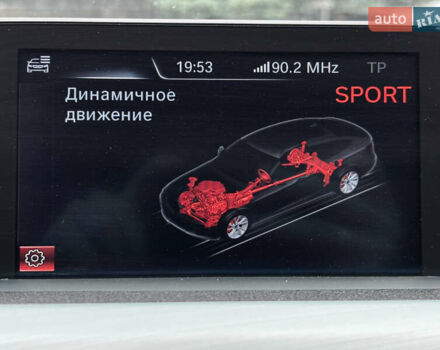 auto RIA
19:53 90.2 MHz TP
Динамичное SPORT
движение